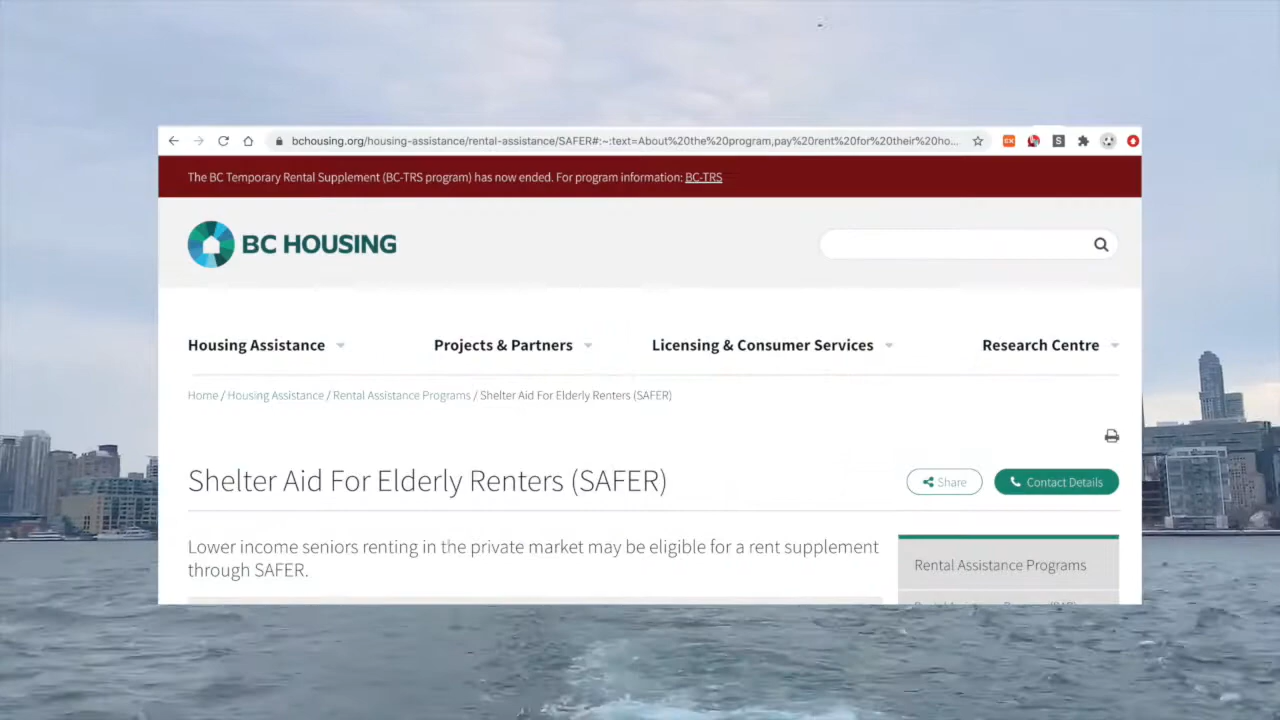 bchousing.org/housing-assistance/rental-assistance/SAFER#:~:text=About%20the%20program,pay%20rent%20for%20their%20ho...
The BC Temporary Rental Supplement (BC-TRS program) has now ended. For program information: BC-TRS
BC HOUSING
Housing Assistance
Projects & Partners
Licensing & Consumer Services
Research Centre
Home / Housing Assistance / Rental Assistance Programs / Shelter Aid For Elderly Renters (SAFER)
Shelter Aid For Elderly Renters (SAFER)
Share
Contact Details
Lower income seniors renting in the private market may be eligible for a rent supplement
through SAFER.
Rental Assistance Programs